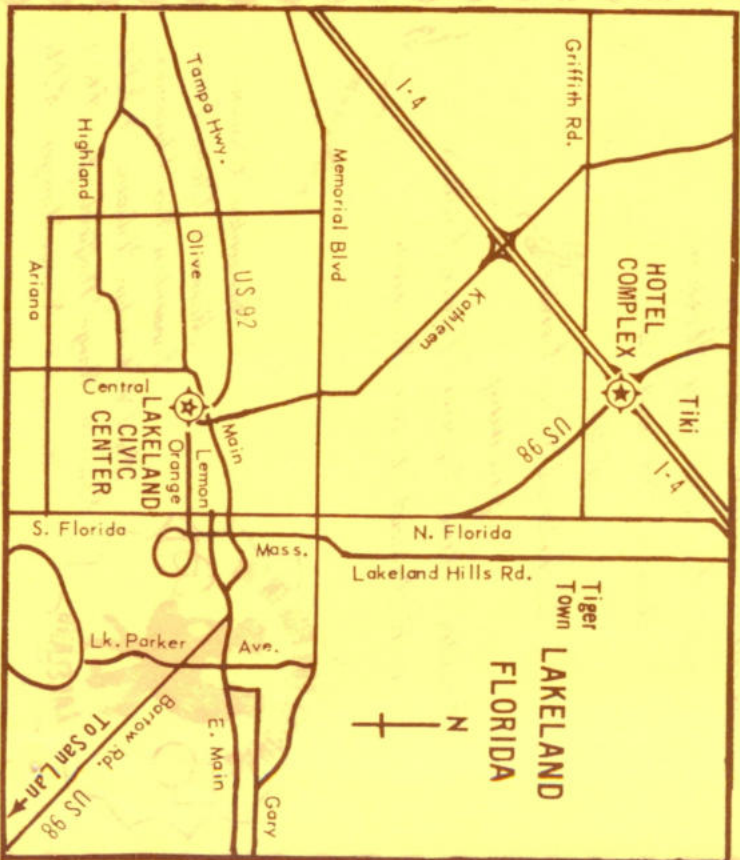 Griffith Rd.
I-4
HOTEL
COMPLEX
Tiki
I-4
Kathleen
US 98
Memorial Blvd
Tampa Hwy.
US 92
Highland
Olive
Ariana
Central
LAKELAND
CIVIC
CENTER
Main
Lemon
Orange
S. Florida
N. Florida
Mass.
Lakeland Hills Rd.
Tiger
Town
LAKELAND
FLORIDA
N
Lk. Parker
Ave.
Bartow Rd.
To San Lan
US 98
E. Main
Gary